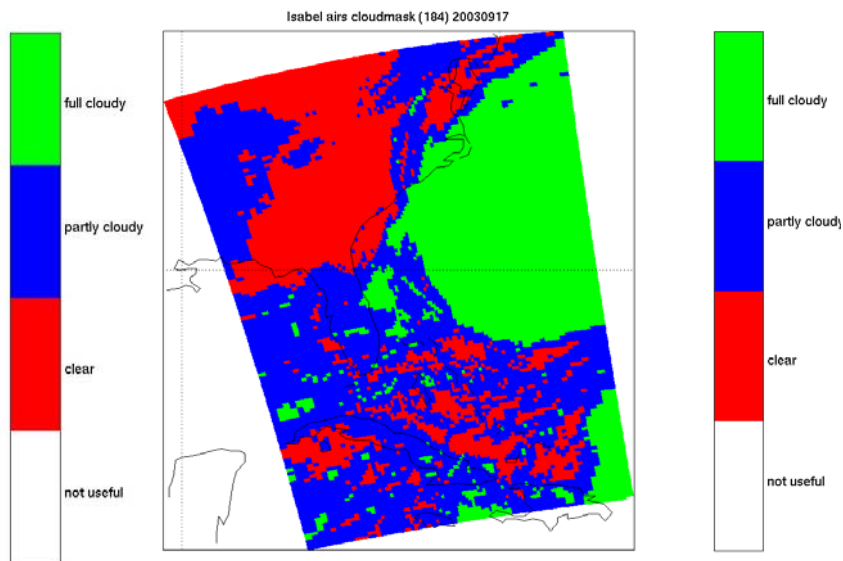 Isabel airs cloudmask (184) 20030917
full cloudy
partly cloudy
clear
not useful
full cloudy
partly cloudy
clear
not useful